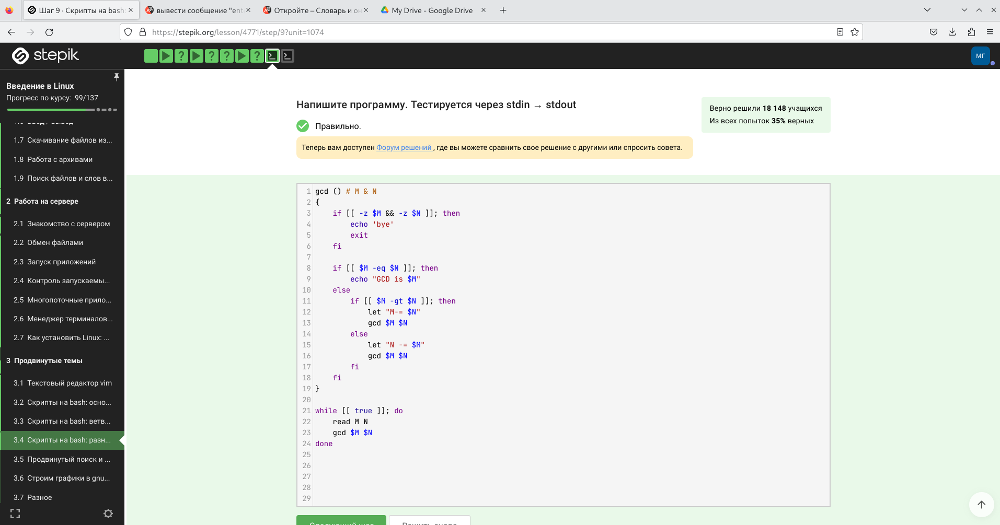 Шаг 9 · Скрипты на bash:
вывести сообщение "ent
Откройте – Словарь и он
My Drive - Google Drive
https://stepik.org/lesson/4771/step/9?unit=1074
stepik
МГ
Введение в Linux
Прогресс по курсу: 99/137
1.6 Ввод / Вывод
1.7 Скачивание файлов из...
1.8 Работа с архивами
1.9 Поиск файлов и слов в...
2 Работа на сервере
2.1 Знакомство с сервером
2.2 Обмен файлами
2.3 Запуск приложений
2.4 Контроль запускаемы...
2.5 Многопоточные прило...
2.6 Менеджер терминалов...
2.7 Как установить Linux: ...
3 Продвинутые темы
3.1 Текстовый редактор vim
3.2 Скрипты на bash: осно...
3.3 Скрипты на bash: ветв...
3.4 Скрипты на bash: разн...
3.5 Продвинутый поиск и ...
3.6 Строим графики в gnu...
3.7 Разное
Напишите программу. Тестируется через stdin → stdout
Правильно.
Теперь вам доступен Форум решений, где вы можете сравнить свое решение с другими или спросить совета.
Верно решили 18 148 учащихся
Из всех попыток 35% верных
1 gcd () # M & N
2 {
3     if [[ -z $M && -z $N ]]; then
4         echo 'bye'
5         exit
6     fi
7
8     if [[ $M -eq $N ]]; then
9         echo "GCD is $M"
10     else
11         if [[ $M -gt $N ]]; then
12             let "M-= $N"
13             gcd $M $N
14         else
15             let "N -= $M"
16             gcd $M $N
17         fi
18     fi
19 }
20
21 while [[ true ]]; do
22     read M N
23     gcd $M $N
24 done
25
26
27
28
29
Следующий шаг
Решить снова